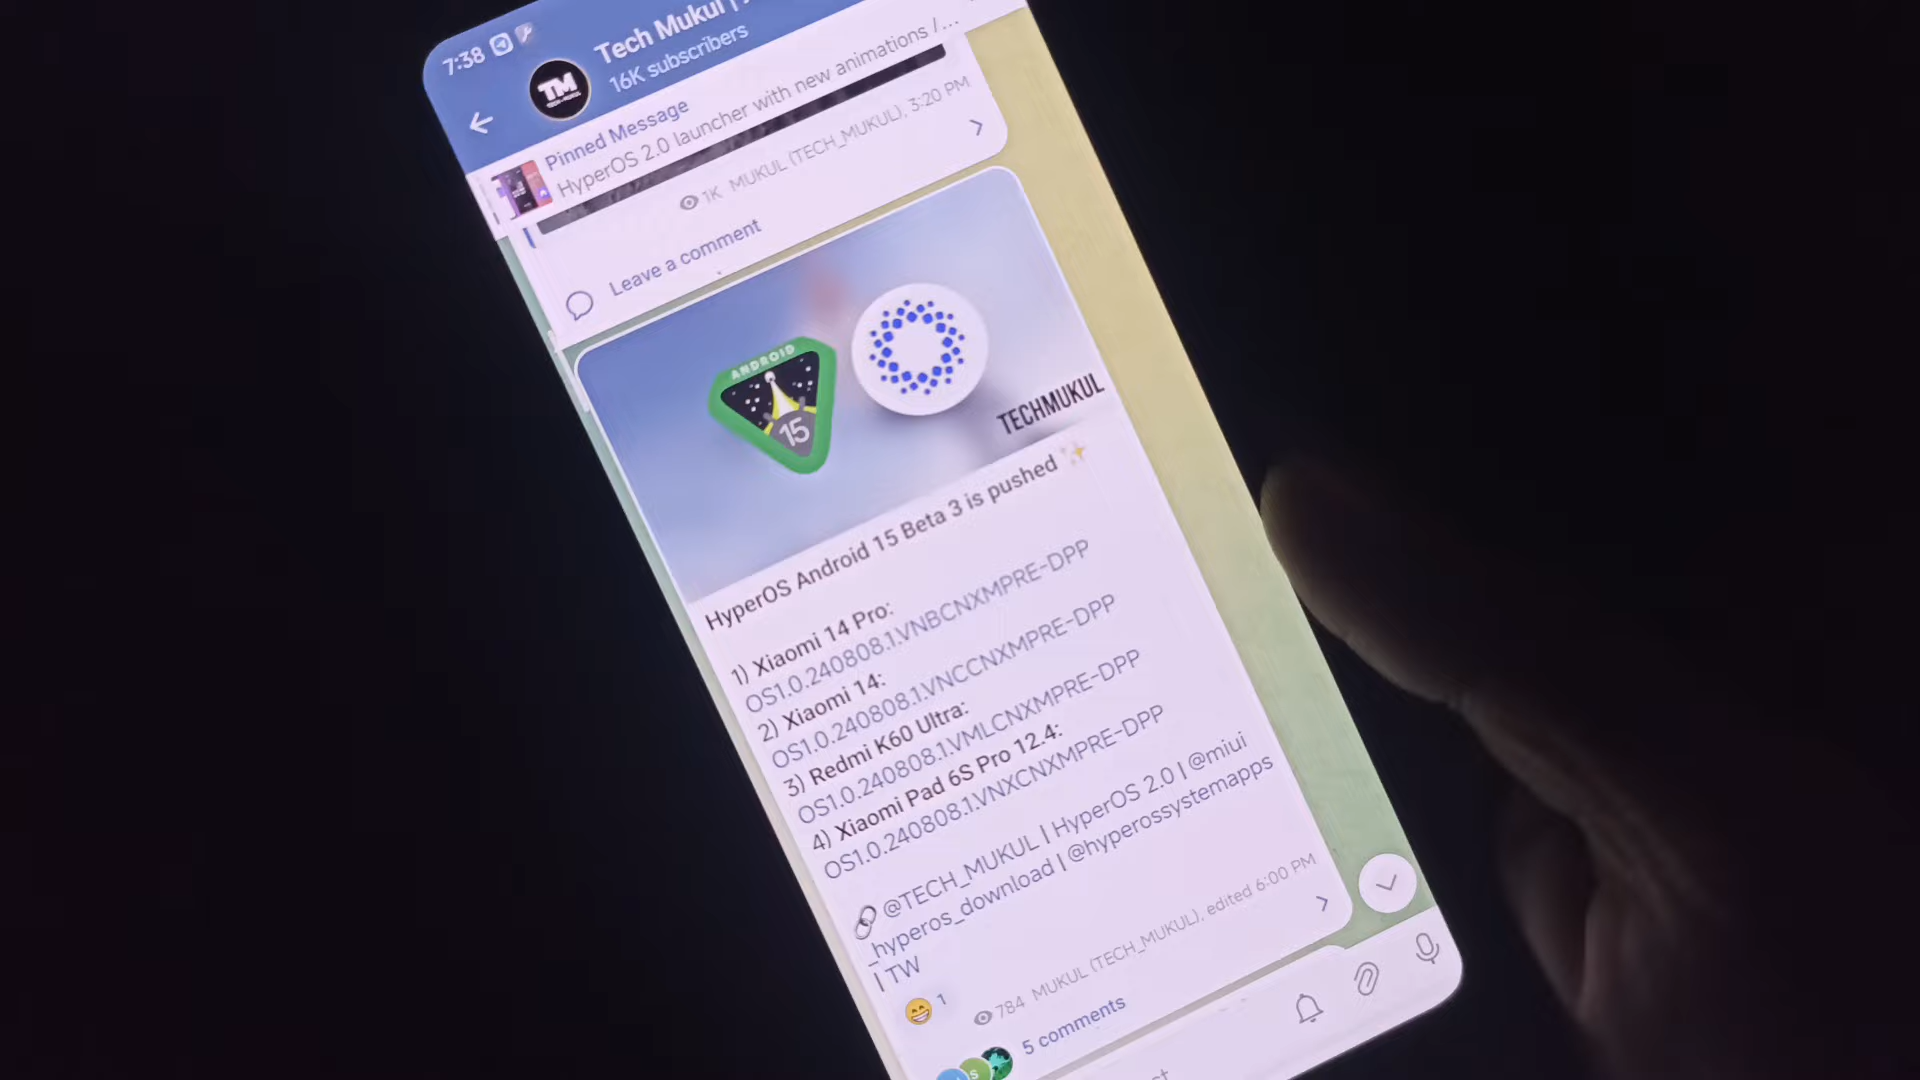 7:38
Tech Mukul
16K subscribers
TM
Pinned Message
HyperOS 2.0 launcher with new animations /...
1K MUKUL (TECH_MUKUL), 3:20 PM
Leave a comment
ANDROID
15
TECHMUKUL
HyperOS Android 15 Beta 3 is pushed ✨
1) Xiaomi 14 Pro:
OS1.0.240808.1.VNBCNXMPRE-DPP
2) Xiaomi 14:
OS1.0.240808.1.VNCCNXMPRE-DPP
3) Redmi K60 Ultra:
OS1.0.240808.1.VMLCNXMPRE-DPP
4) Xiaomi Pad 6S Pro 12.4:
OS1.0.240808.1.VNXCNXMPRE-DPP
🔗 @TECH_MUKUL | HyperOS 2.0 | @miui
_hyperos_download | @hyperossystemapps
| TW
😁 1
784 MUKUL (TECH_MUKUL), edited 6:00 PM
S
5 comments